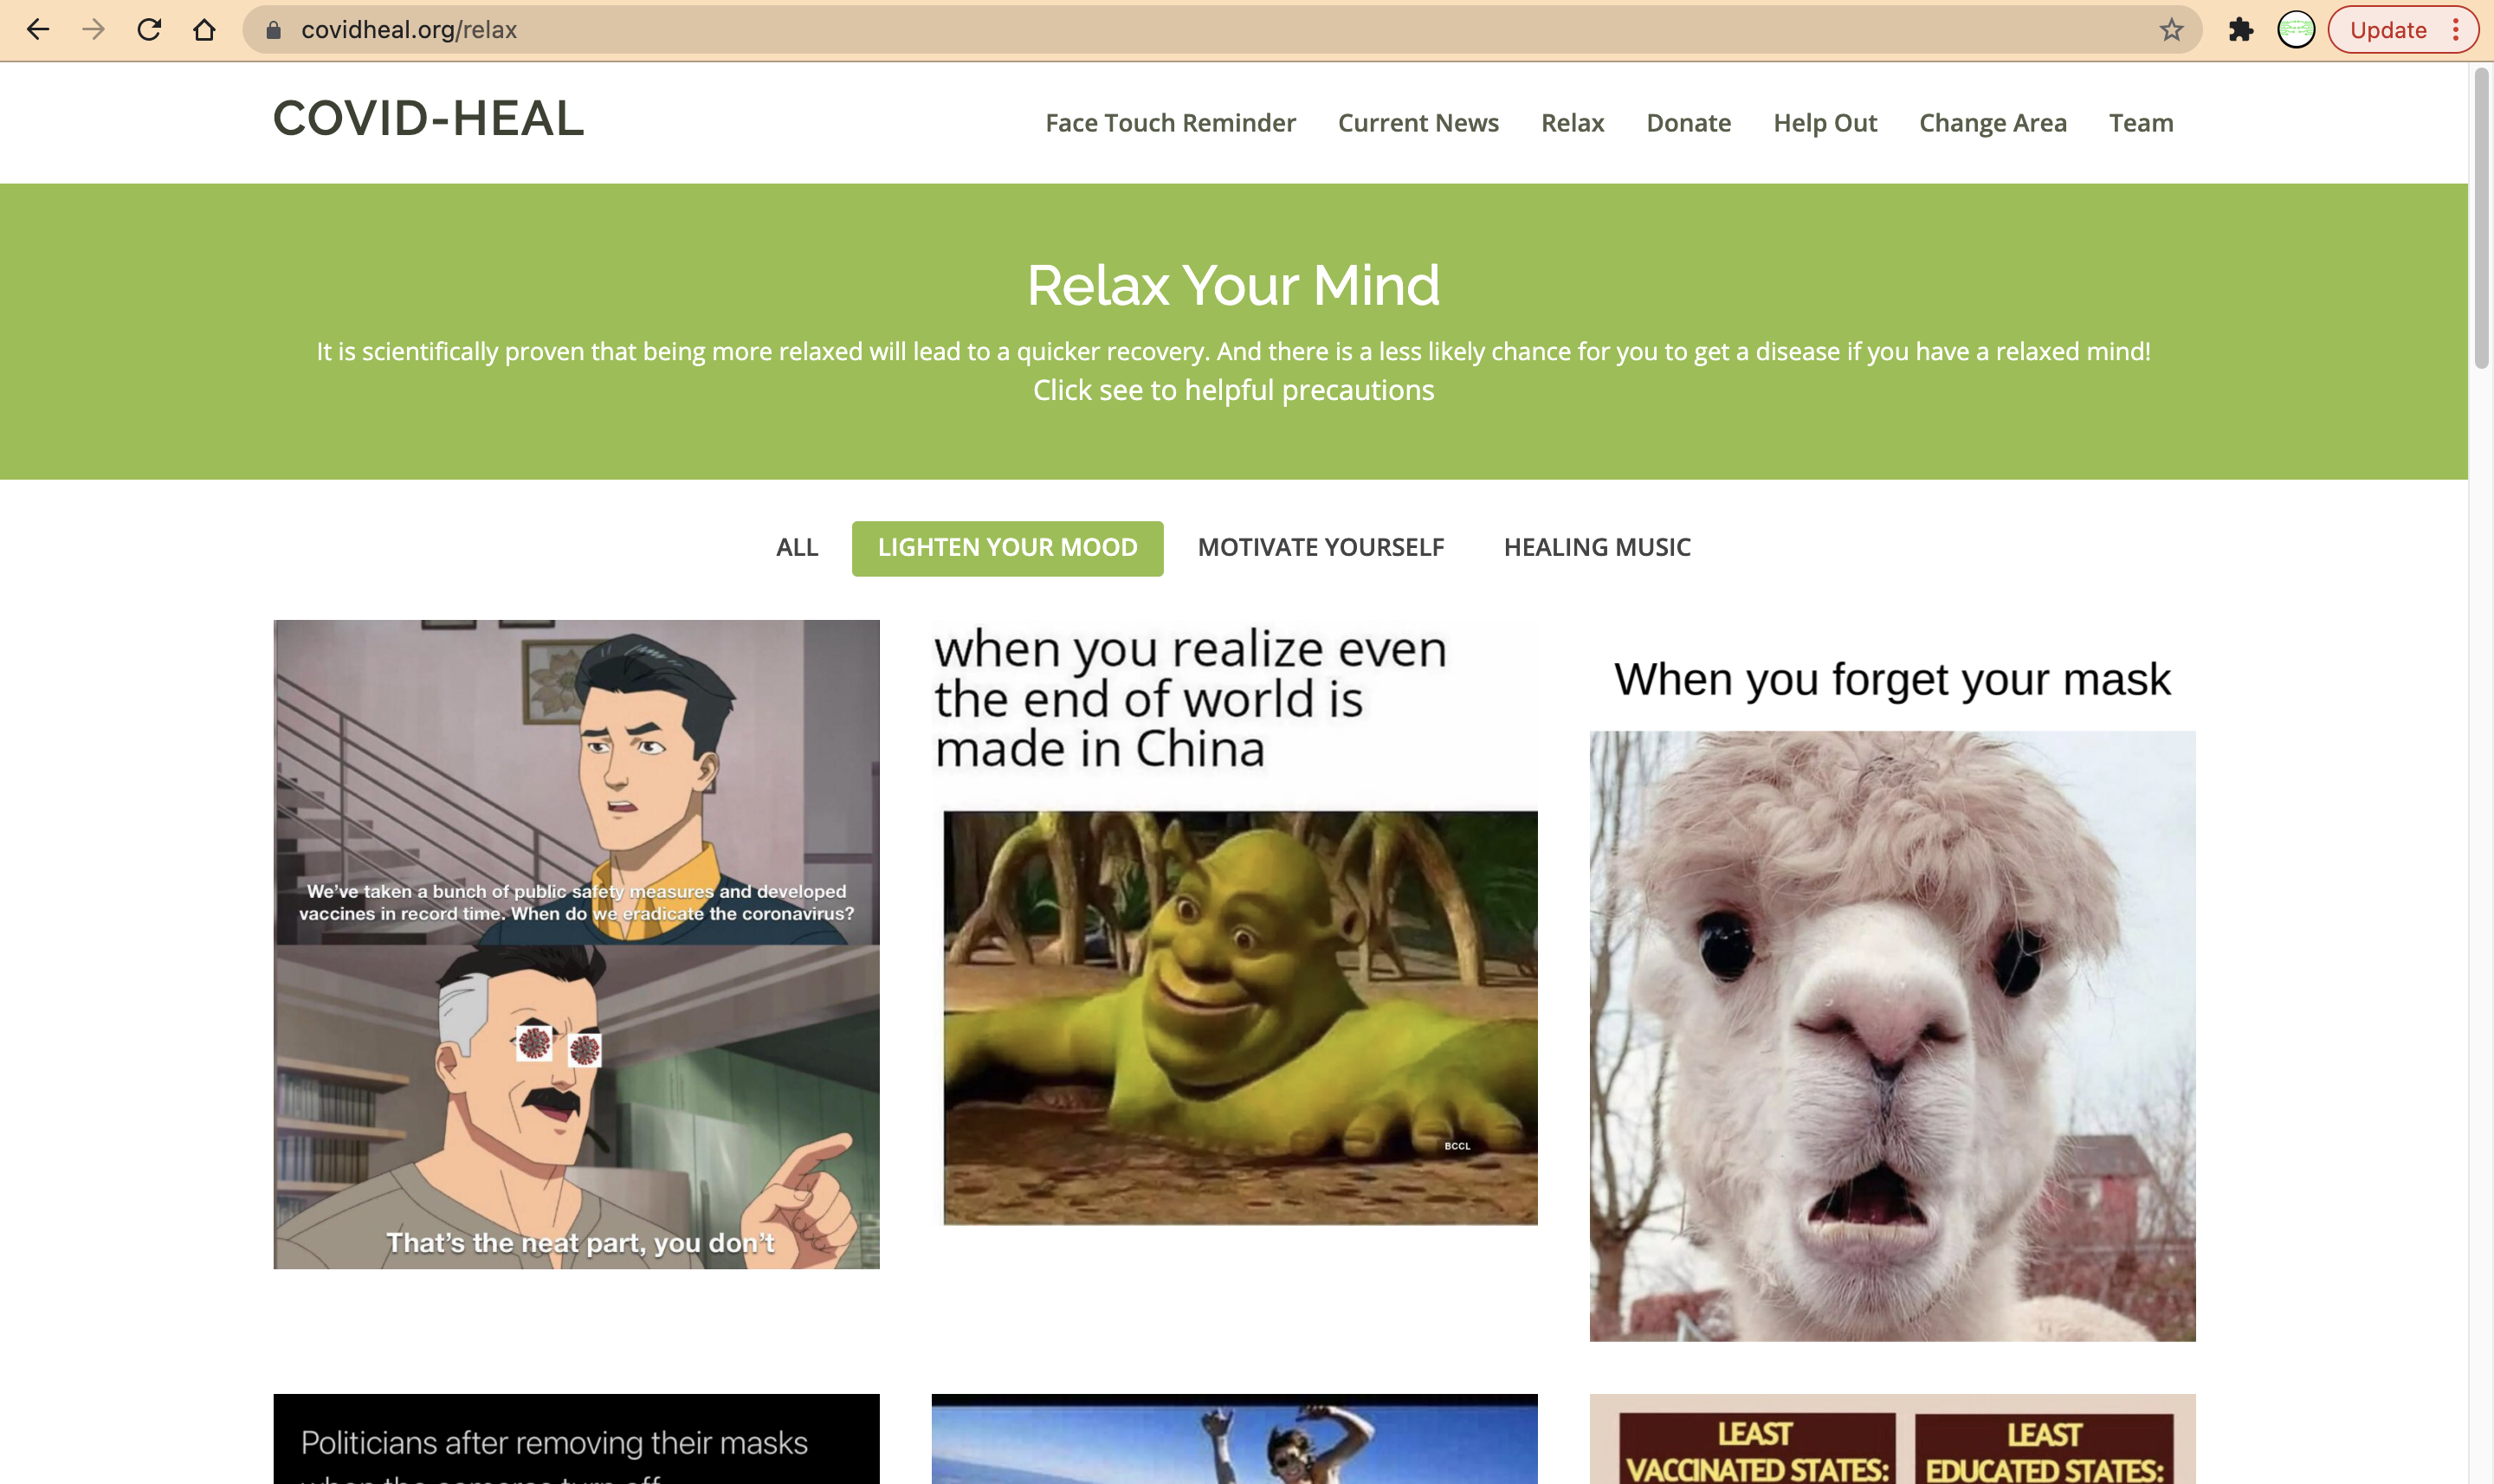 covidheal.org/relax
Update
COVID-HEAL
Face Touch Reminder
Current News
Relax
Donate
Help Out
Change Area
Team
Relax Your Mind
It is scientifically proven that being more relaxed will lead to a quicker recovery. And there is a less likely chance for you to get a disease if you have a relaxed mind!
Click see to helpful precautions
ALL
LIGHTEN YOUR MOOD
MOTIVATE YOURSELF
HEALING MUSIC
We've taken a bunch of public safety measures and developed
vaccines in record time. When do we eradicate the coronavirus?
That's the neat part, you don't
when you realize even
the end of world is
made in China
BCCL
When you forget your mask
Politicians after removing their masks
when the cameras turn off
LEAST
VACCINATED STATES:
LEAST
EDUCATED STATES: